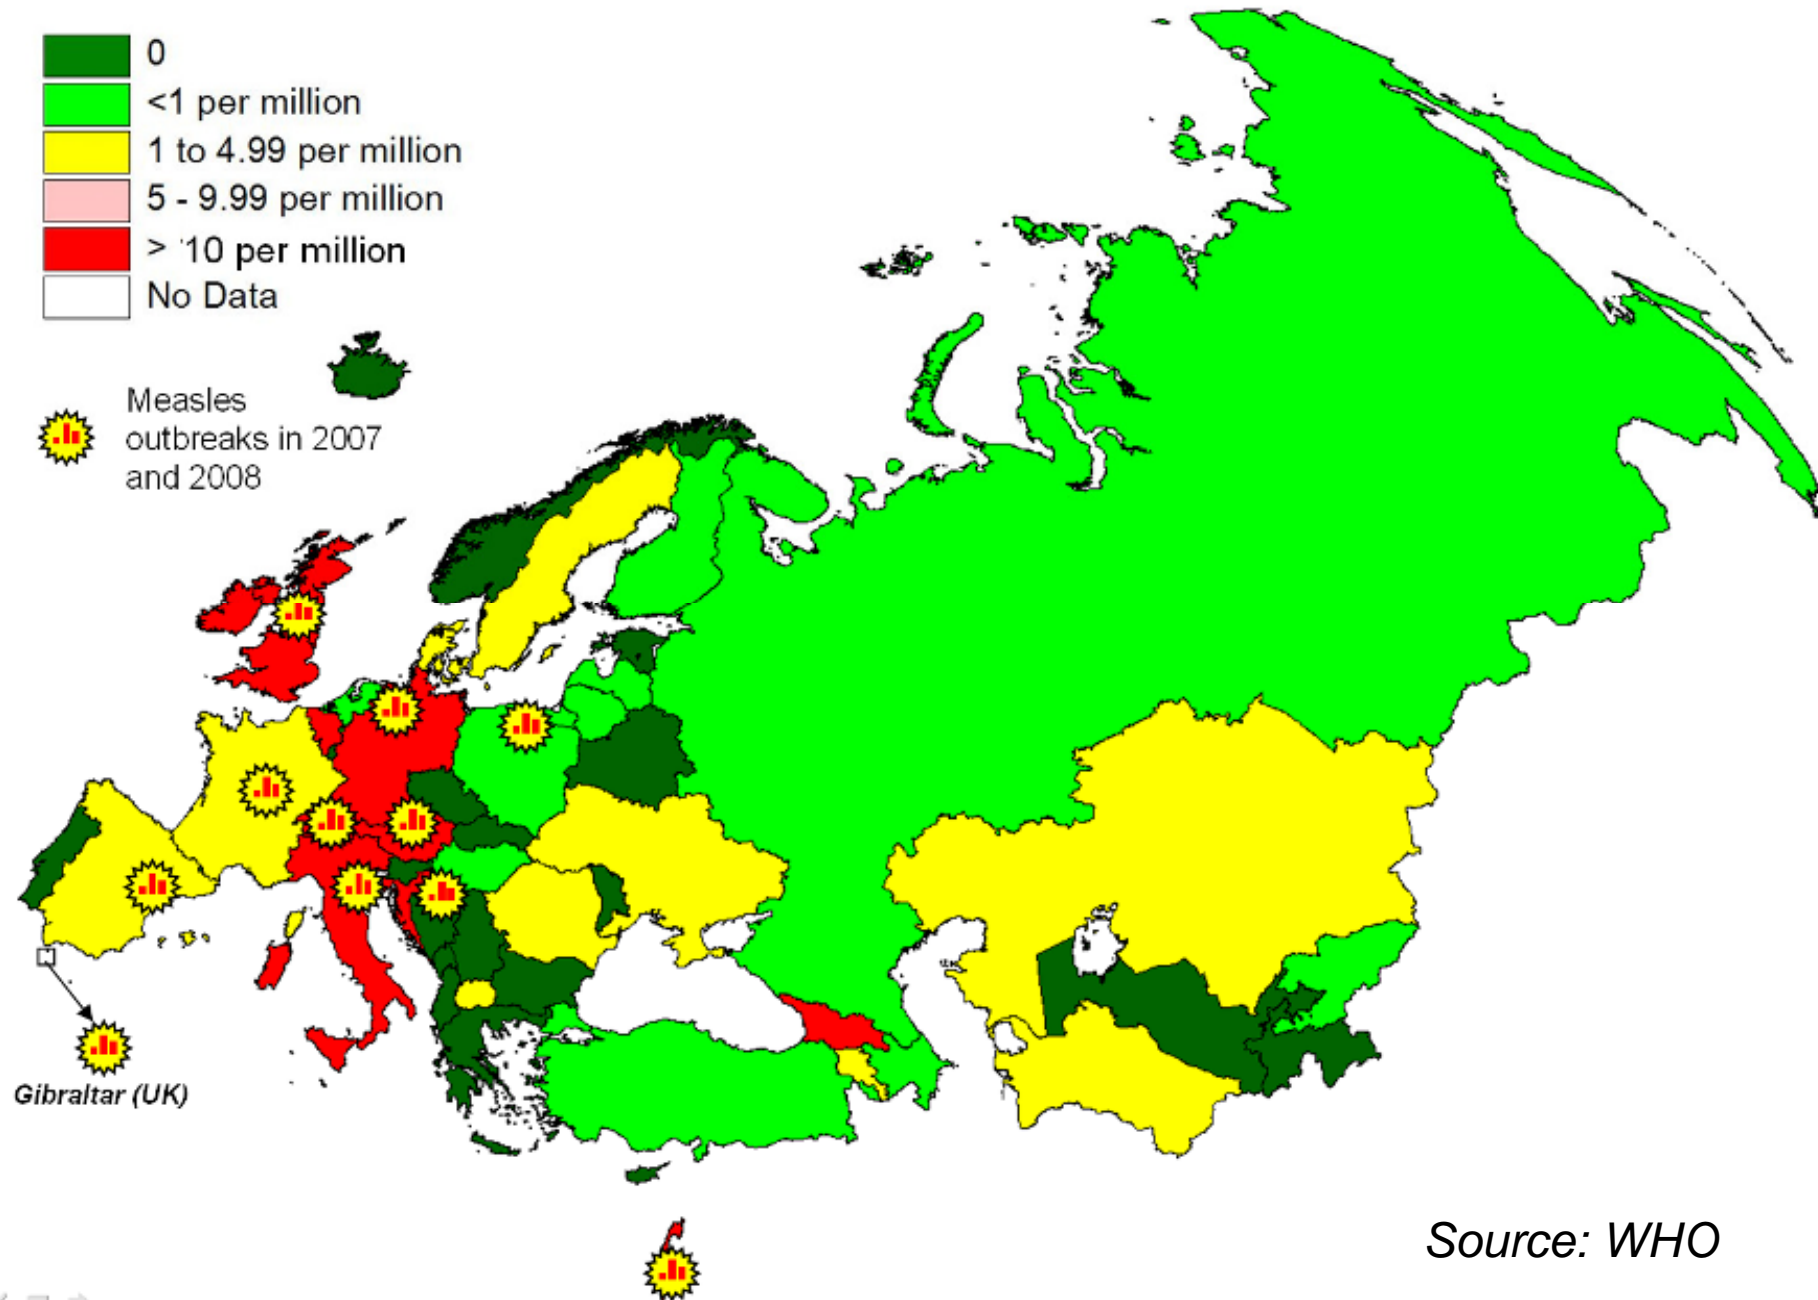 0
<1 per million
1 to 4.99 per million
5 - 9.99 per million
> 10 per million
No Data
Measles
outbreaks in 2007
and 2008
Gibraltar (UK)
Source: WHO